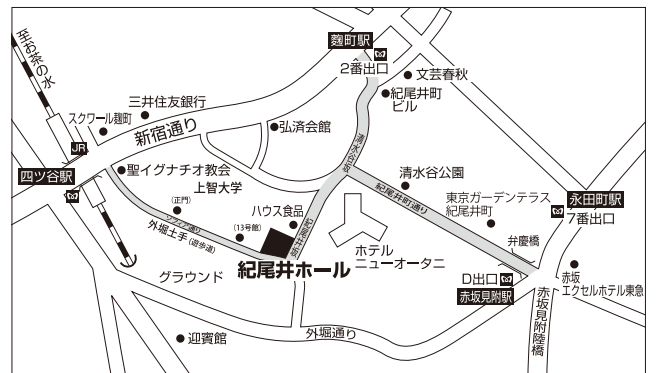 至お茶の水
麴町駅
2番出口
文芸春秋
紀尾井町
ビル
三井住友銀行
スクワール麹町
新宿通り
弘済会館
清水谷坂
JR
四ツ谷駅
聖イグナチオ教会
上智大学
清水谷公園
紀尾井町通り
東京ガーデンテラス
紀尾井町
永田町駅
7番出口
(正門)
ソフィア通り
外堀土手(遊歩道)
(13号館)
ハウス食品
紀尾井坂
紀尾井ホール
ホテル
ニューオータニ
弁慶橋
D出口
赤坂見附駅
赤坂
エクセルホテル東急
赤坂見附陸橋
グラウンド
迎賓館
外堀通り